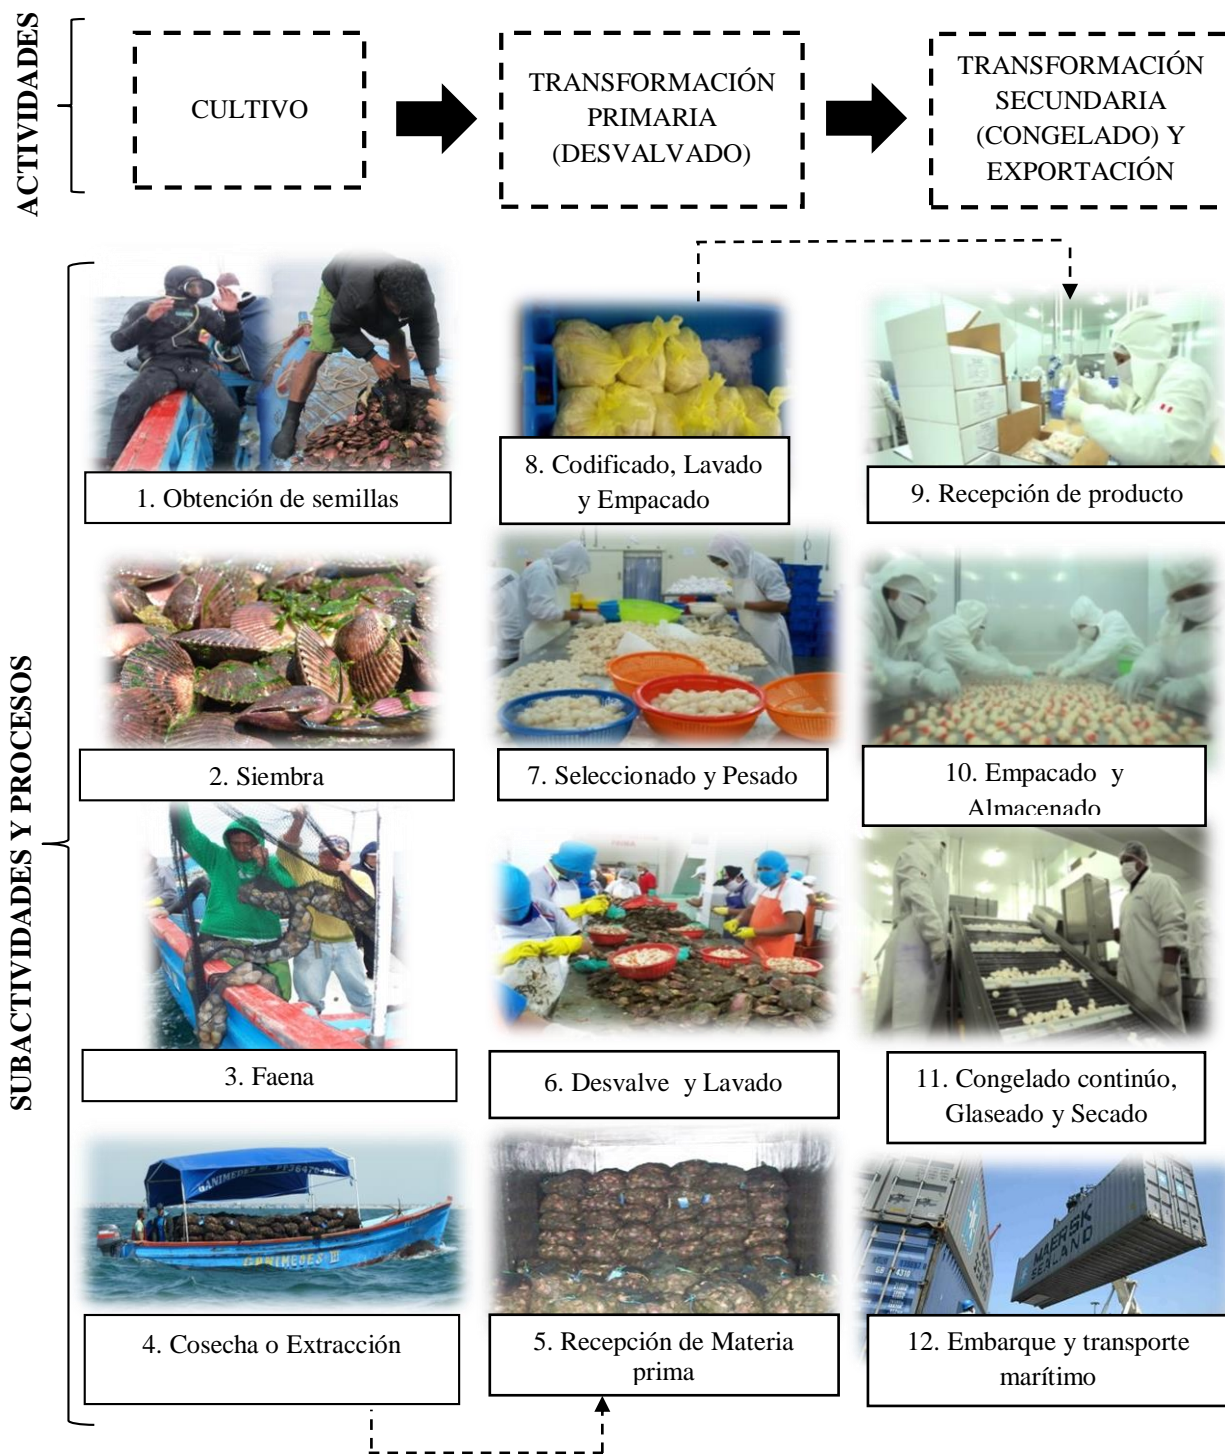 ACTIVIDADES
CULTIVO
TRANSFORMACIÓN
PRIMARIA
(DESVALVADO)
TRANSFORMACIÓN
SECUNDARIA
(CONGELADO) Y
EXPORTACIÓN
SUBACTIVIDADES Y PROCESOS
1. Obtención de semillas
2. Siembra
3. Faena
GANIMEDES III
4. Cosecha o Extracción
8. Codificado, Lavado
y Empacado
7. Seleccionado y Pesado
6. Desvalve y Lavado
5. Recepción de Materia
prima
9. Recepción de producto
10. Empacado y
Almacenado
11. Congelado continúo,
Glaseado y Secado
MAERSK
SEALAND
12. Embarque y transporte
marítimo